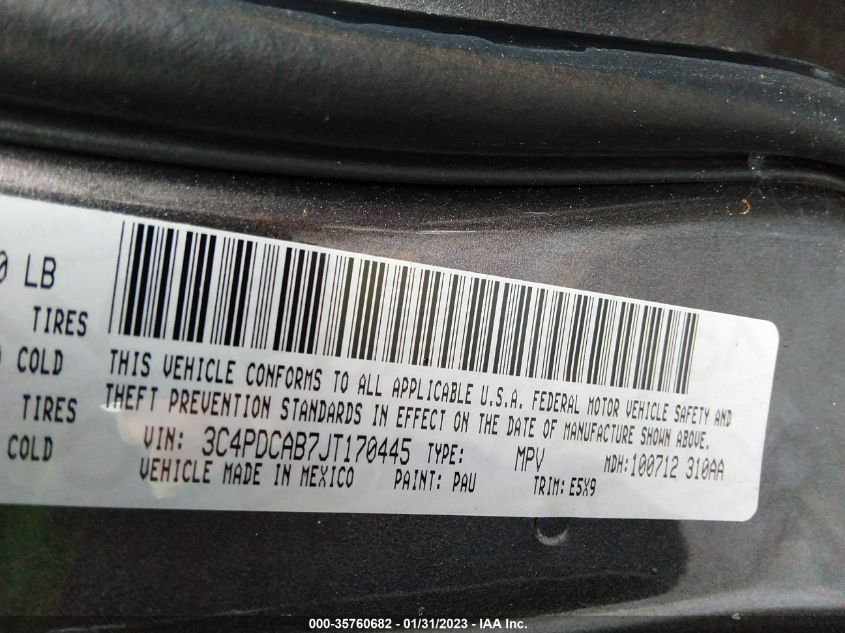 0 LB
TIRES
COLD
TIRES
COLD
THIS VEHICLE CONFORMS TO ALL APPLICABLE U.S.A. FEDERAL MOTOR VEHICLE SAFETY AND
THEFT PREVENTION STANDARDS IN EFFECT ON THE DATE OF MANUFACTURE SHOWN ABOVE.
VIN: 3C4PDCAB7JT170445 TYPE: MPV MDH:100712 310AA
VEHICLE MADE IN MEXICO PAINT: PAU TRIM: E5X9
000-35760682 - 01/31/2023 - IAA Inc.